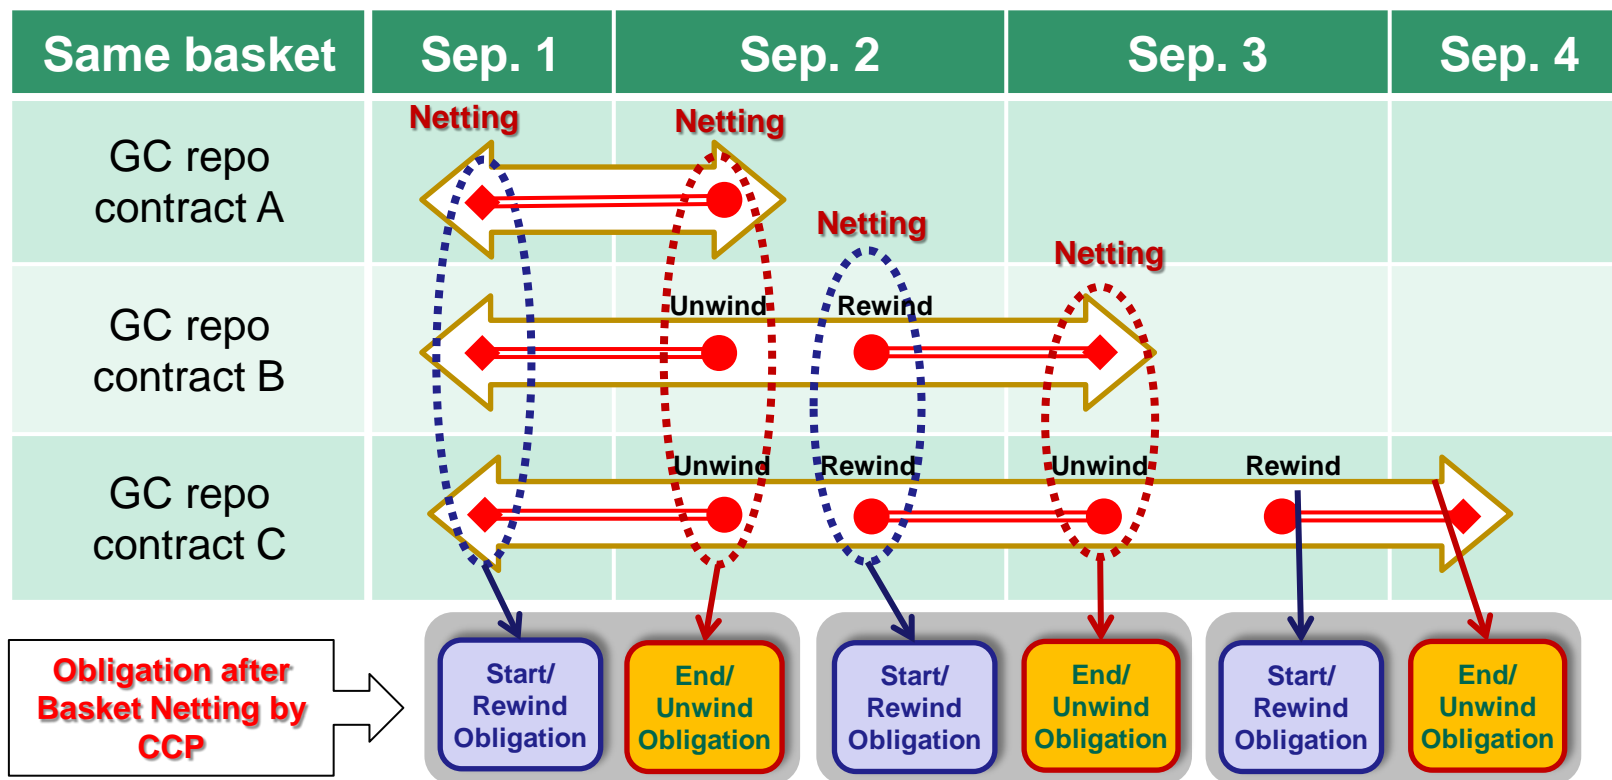 Same basket
Sep. 1
Sep. 2
Sep. 3
Sep. 4
Netting
Netting
GC repo
contract A
Netting
Netting
GC repo
contract B
Unwind
Rewind
GC repo
contract C
Unwind
Rewind
Unwind
Rewind
Obligation after
Basket Netting by
CCP
Start/
Rewind
Obligation
End/
Unwind
Obligation
Start/
Rewind
Obligation
End/
Unwind
Obligation
Start/
Rewind
Obligation
End/
Unwind
Obligation